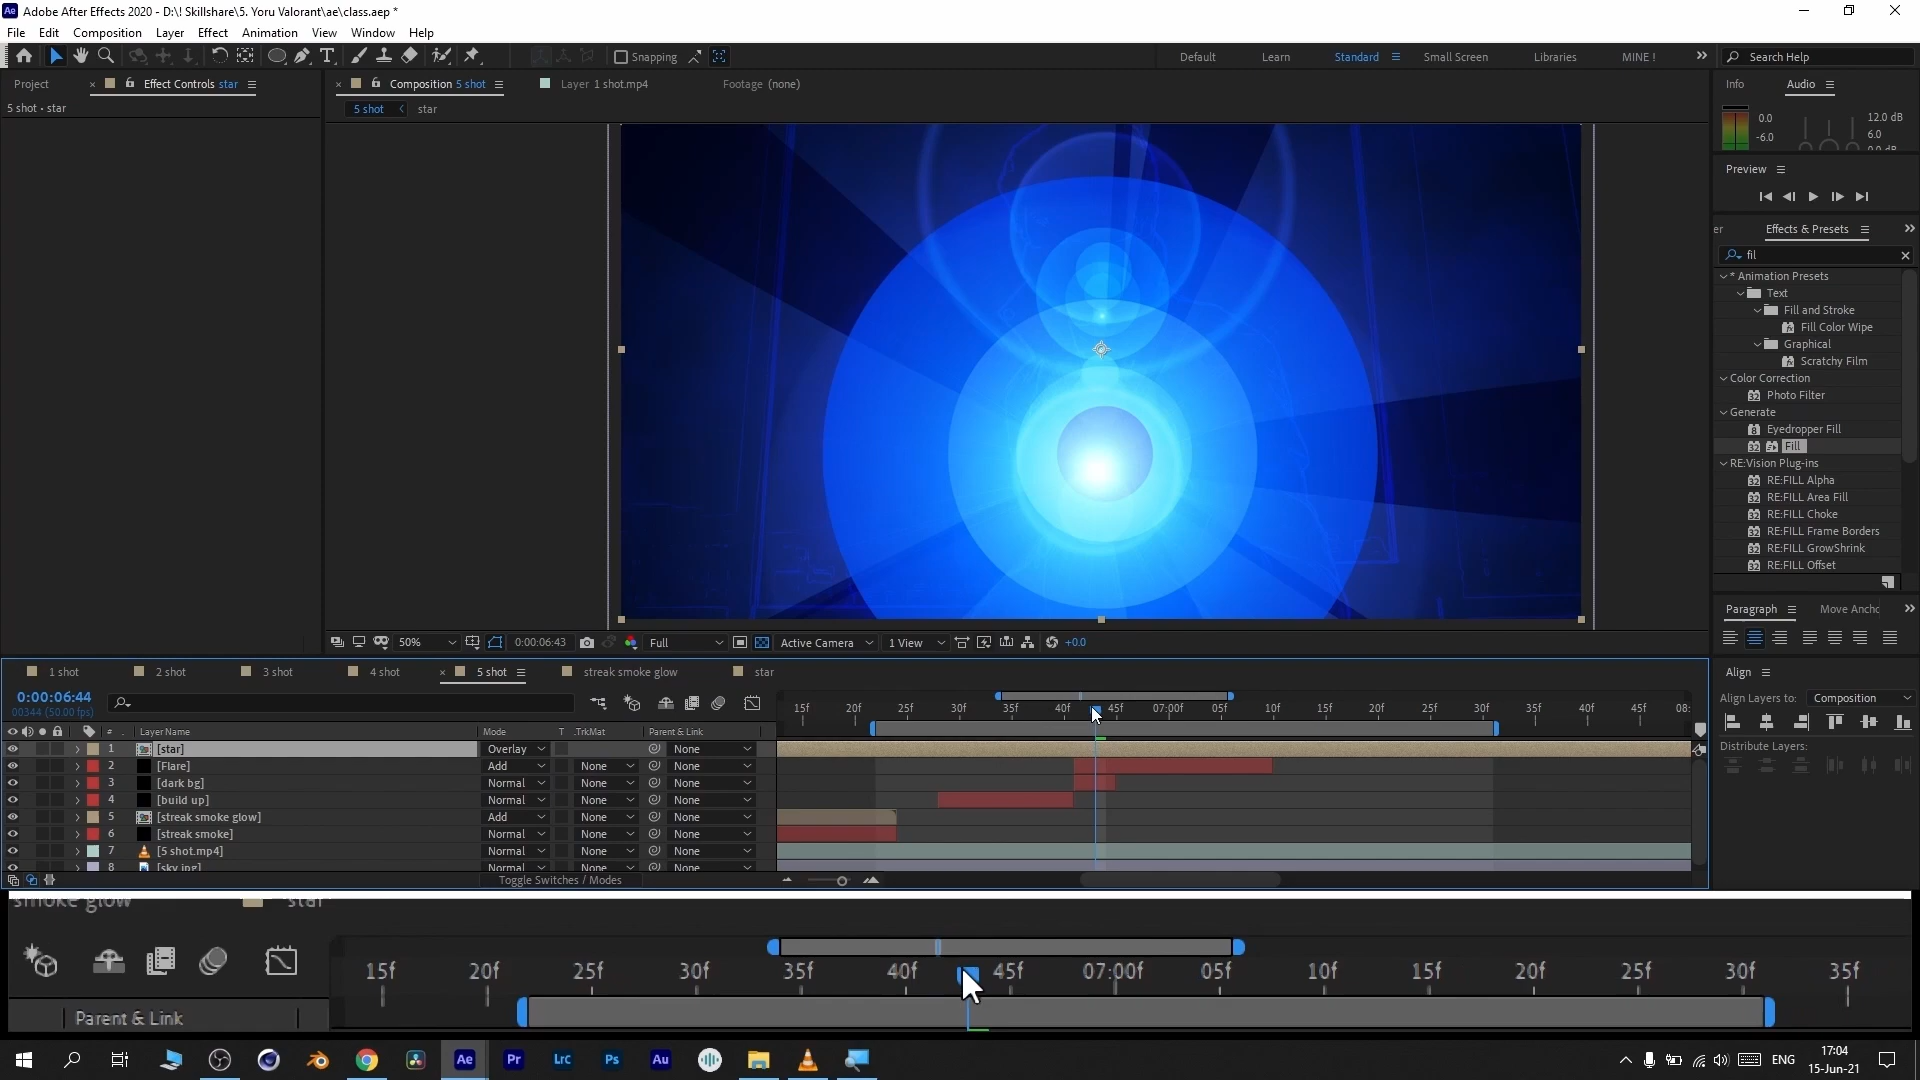 Adobe After Effects 2020 - D:\! Skillshare\5. Yoru Valorant\ae\class.aep *
File Edit Composition Layer Effect Animation View Window Help
Snapping
Default Learn Standard Small Screen Libraries MINE ! Search Help
Project Effect Controls star
5 shot • star
Composition 5 shot
Layer 1 shot.mp4
Footage (none)
5 shot star
Info Audio
0.0
-6.0
12.0 dB
6.0
0.0 dB
Preview
er Effects & Presets
fil
* Animation Presets
Text
Fill and Stroke
Fill Color Wipe
Graphical
Scratchy Film
Color Correction
Photo Filter
Generate
Eyedropper Fill
Fill
RE:Vision Plug-ins
RE:FILL Alpha
RE:FILL Area Fill
RE:FILL Choke
RE:FILL Frame Borders
RE:FILL GrowShrink
RE:FILL Offset
Paragraph Move Ancho
Align
Align Layers to: Composition
Distribute Layers:
50% 0:00:06:43 Full Active Camera 1 View +0.0
1 shot 2 shot 3 shot 4 shot 5 shot streak smoke glow star
0:00:06:44
00344 (50.00 fps)
15f 20f 25f 30f 35f 40f 45f 07:00f 05f 10f 15f 20f 25f 30f 35f 40f 45f 08:
# Layer Name Mode T .TrkMat Parent & Link
1 [star] Overlay None
2 [Flare] Add None None
3 [dark bg] Normal None None
4 [build up] Normal None None
5 [streak smoke glow] Add None None
6 [streak smoke] Normal None None
7 [5 shot.mp4] Normal None None
8 [sky.jpg] Normal None None
Toggle Switches / Modes
smoke glow star
15f 20f 25f 30f 35f 40f 45f 07:00f 05f 10f 15f 20f 25f 30f 35f
Parent & Link
Ae Pr Lrc Ps Au
ENG
17:04
15-Jun-21